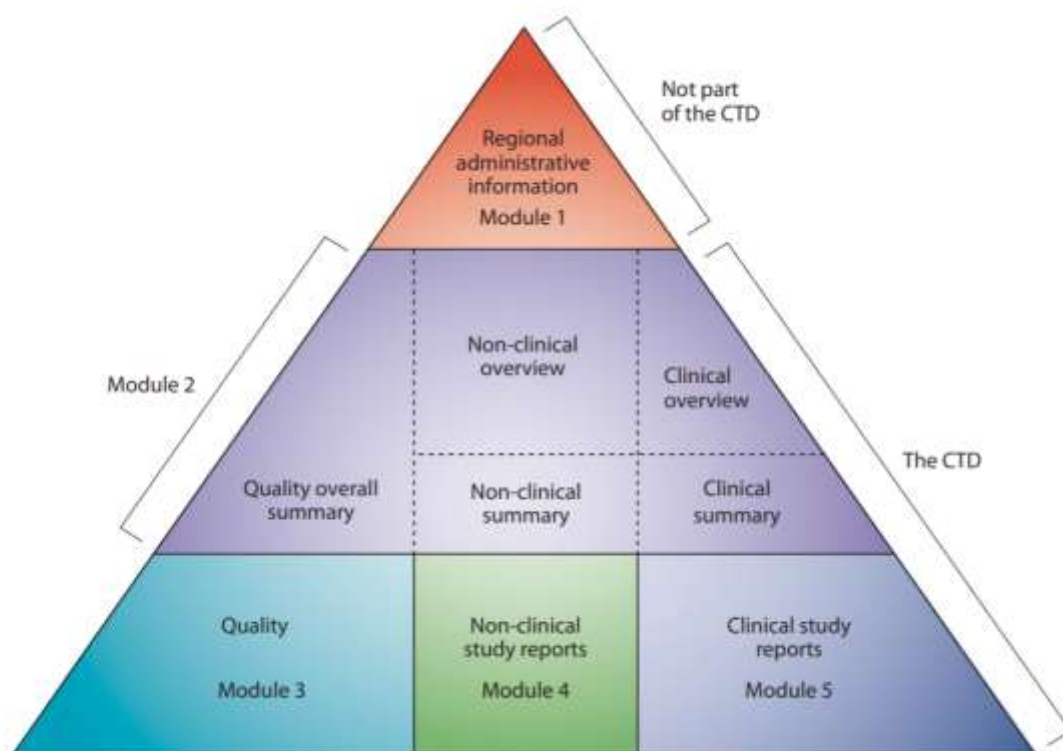 Not part
of the CTD
Regional
administrative
information
Module 1
Module 2
Non-clinical
overview
Clinical
overview
The CTD
Quality overall
summary
Non-clinical
summary
Clinical
summary
Quality
Module 3
Non-clinical
study reports
Module 4
Clinical study
reports
Module 5